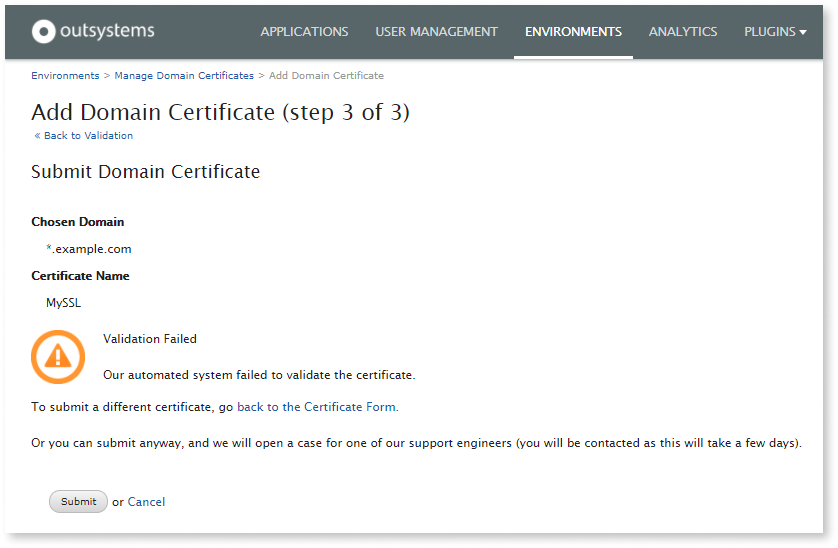 outsystems
APPLICATIONS USER MANAGEMENT ENVIRONMENTS ANALYTICS PLUGINS
Environments > Manage Domain Certificates > Add Domain Certificate
Add Domain Certificate (step 3 of 3)
« Back to Validation
Submit Domain Certificate
Chosen Domain
*.example.com
Certificate Name
MySSL
Validation Failed
Our automated system failed to validate the certificate.
To submit a different certificate, go back to the Certificate Form.
Or you can submit anyway, and we will open a case for one of our support engineers (you will be contacted as this will take a few days).
Submit or Cancel